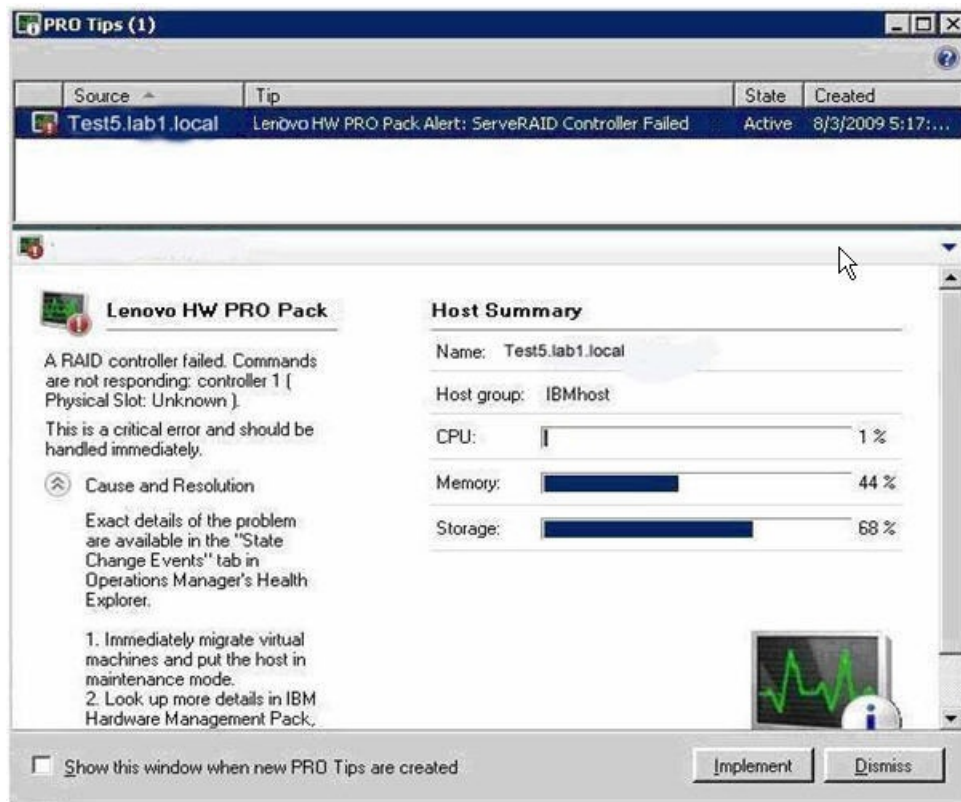 PRO Tips (1)
Source Tip State Created
Test5.lab1.local Lenovo HW PRO Pack Alert: ServeRAID Controller Failed Active 8/3/2009 5:17:...
Lenovo HW PRO Pack
A RAID controller failed. Commands
are not responding: controller 1 (
Physical Slot: Unknown ).
This is a critical error and should be
handled immediately.
Cause and Resolution
Exact details of the problem
are available in the "State
Change Events" tab in
Operations Manager's Health
Explorer.
1. Immediately migrate virtual
machines and put the host in
maintenance mode.
2. Look up more details in IBM
Hardware Management Pack,
Host Summary
Name: Test5.lab1.local
Host group: IBMhost
CPU: 1 %
Memory: 44 %
Storage: 68 %
Show this window when new PRO Tips are created
Implement Dismiss